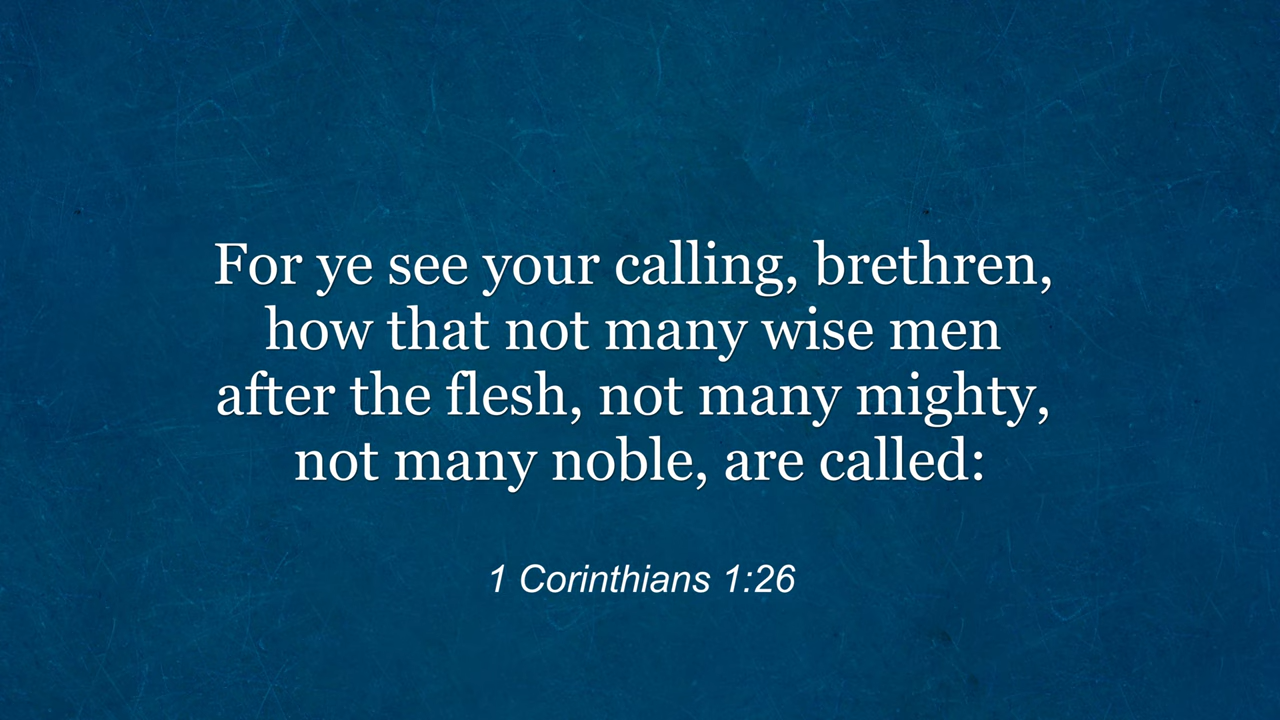 For ye see your calling, brethren,
how that not many wise men
after the flesh, not many mighty,
not many noble, are called:
1 Corinthians 1:26